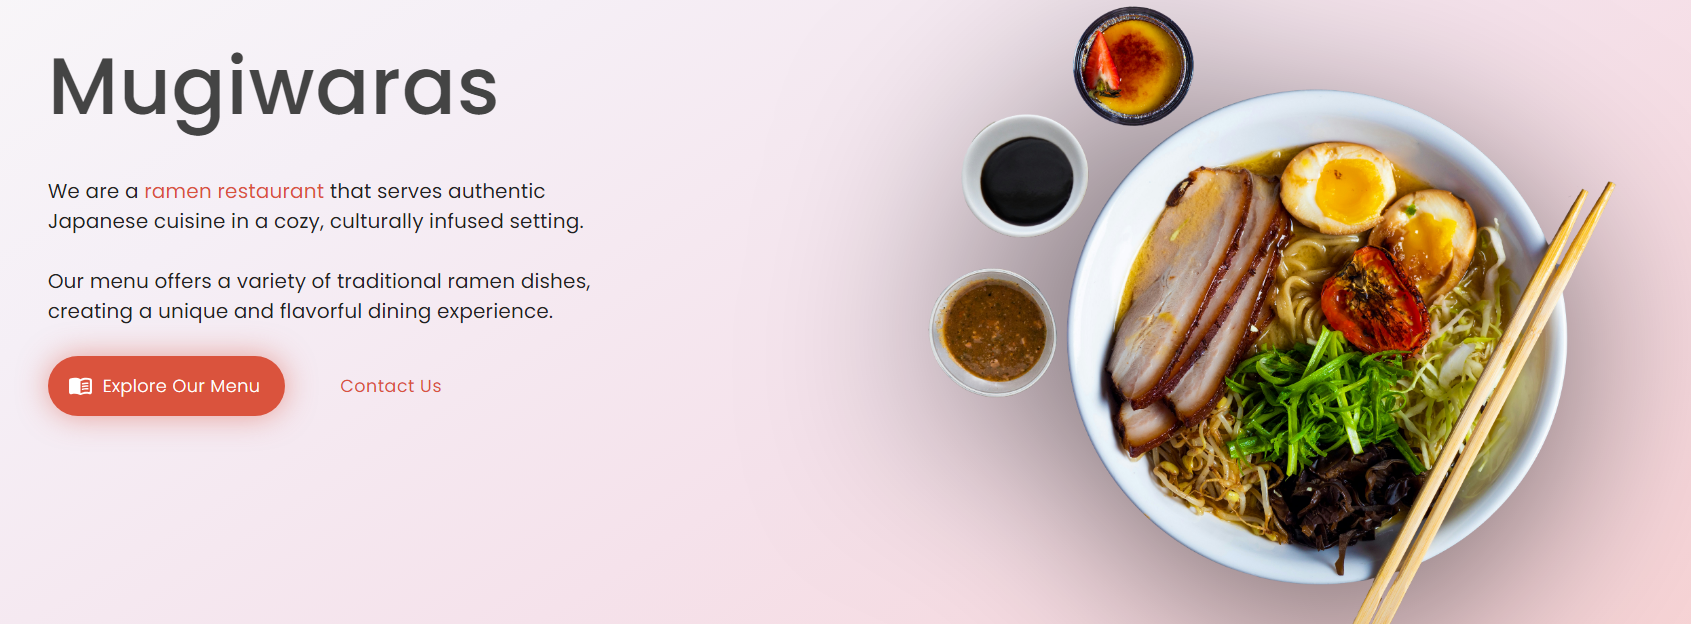 Mugiwaras
We are a ramen restaurant that serves authentic
Japanese cuisine in a cozy, culturally infused setting.
Our menu offers a variety of traditional ramen dishes,
creating a unique and flavorful dining experience.
Explore Our Menu
Contact Us